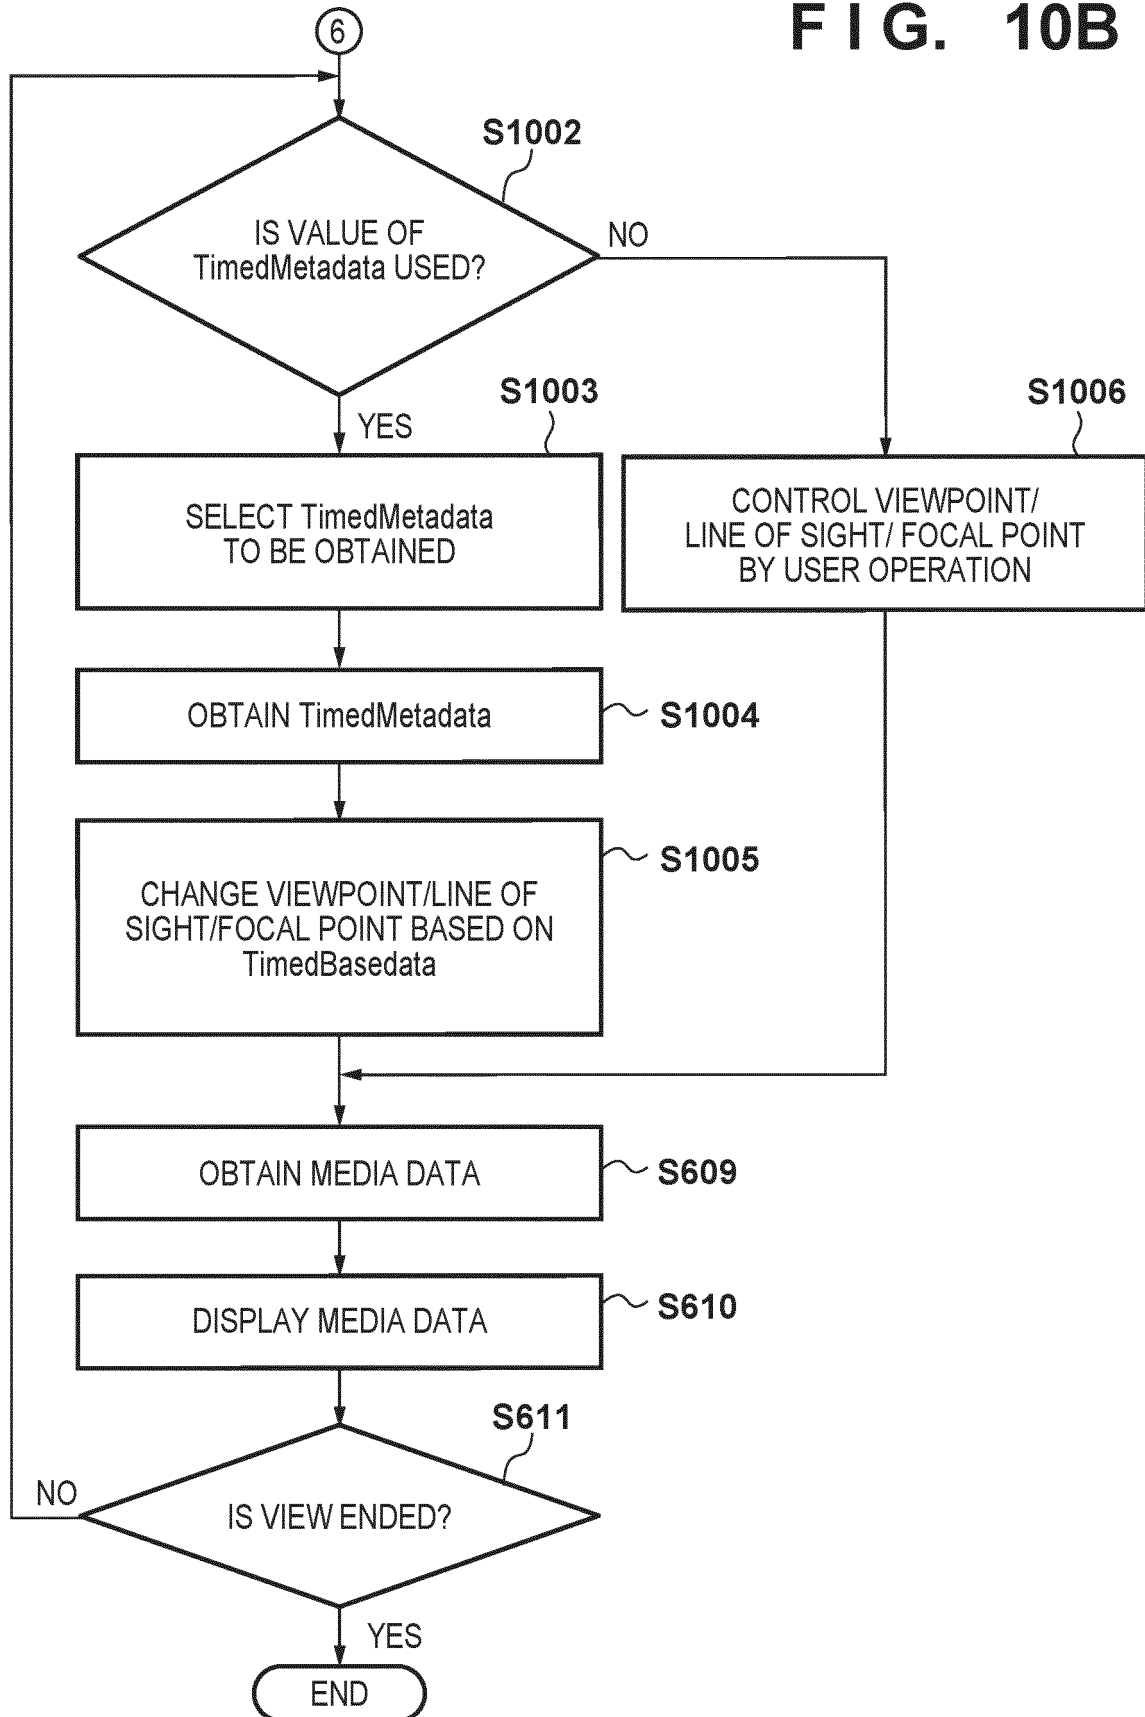 FIG. 10B
6
S1002
IS VALUE OF
TimedMetadata USED?
NO
YES
S1003
SELECT TimedMetadata
TO BE OBTAINED
S1006
CONTROL VIEWPOINT/
LINE OF SIGHT/ FOCAL POINT
BY USER OPERATION
OBTAIN TimedMetadata
S1004
CHANGE VIEWPOINT/LINE OF
SIGHT/FOCAL POINT BASED ON
TimedBasedata
S1005
OBTAIN MEDIA DATA
S609
DISPLAY MEDIA DATA
S610
S611
IS VIEW ENDED?
NO
YES
END